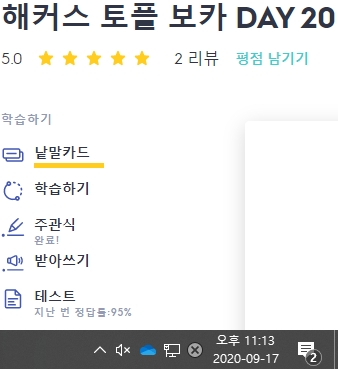 해커스 토플 보카 DAY 20
5.0 2 리뷰 평점 남기기
학습하기
낱말카드
학습하기
주관식
완료!
받아쓰기
테스트
지난 번 정답률:95%
오후 11:13
2020-09-17
2